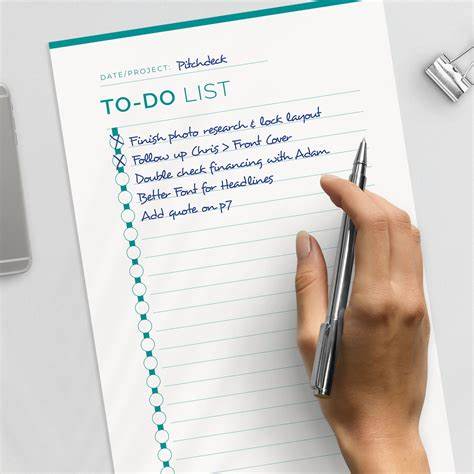 DATE/PROJECT: Pitchdeck
TO-DO LIST
Finish photo research & lock layout
Follow up Chris > Front Cover
Double check financing with Adam
Better Font for Headlines
Add quote on p7